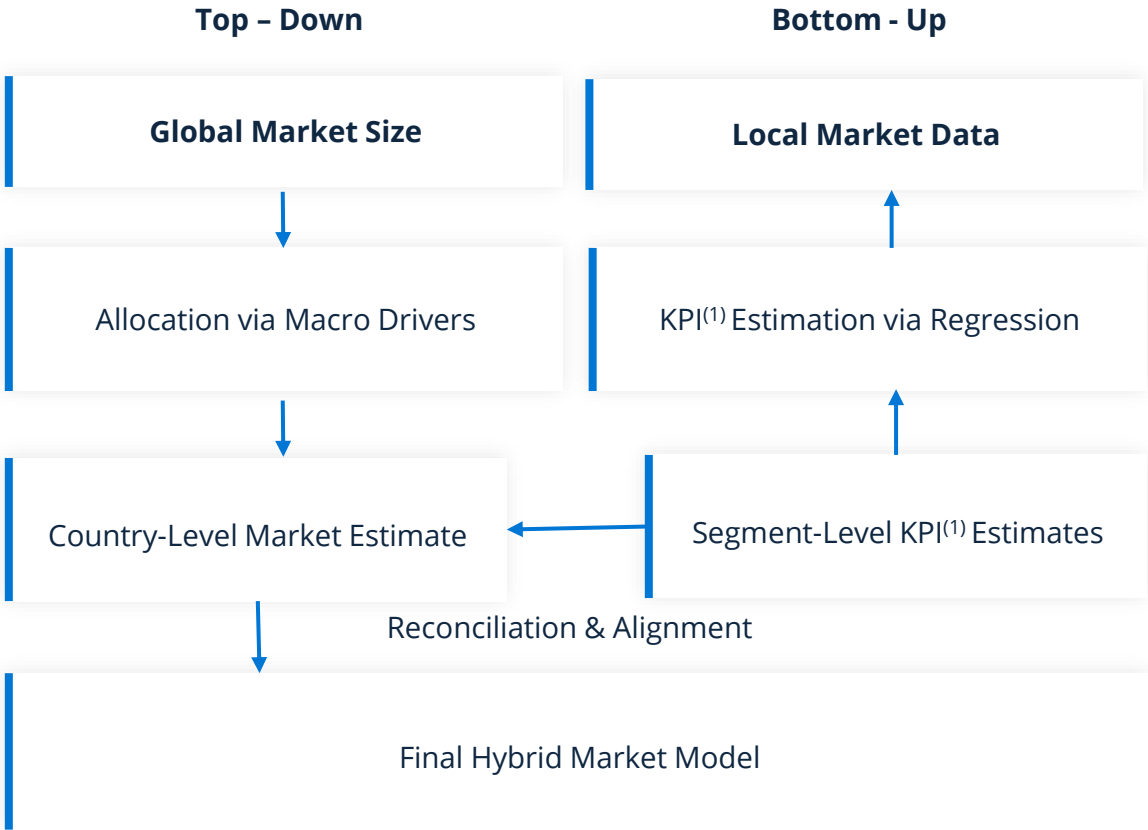 Top – Down
Bottom - Up
Global Market Size
Local Market Data
Allocation via Macro Drivers
KPI(1) Estimation via Regression
Country-Level Market Estimate
Segment-Level KPI(1) Estimates
Reconciliation & Alignment
Final Hybrid Market Model